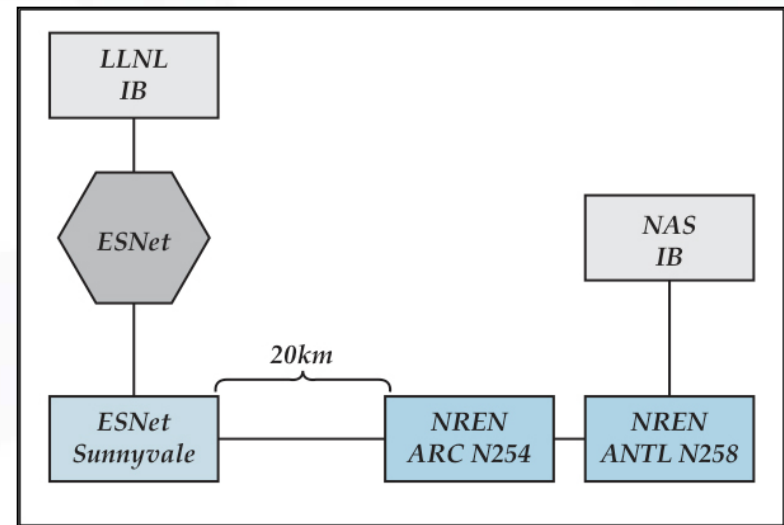 LLNL
IB
ESNet
NAS
IB
20km
ESNet
Sunnyvale
NREN
ARC N254
NREN
ANTL N258